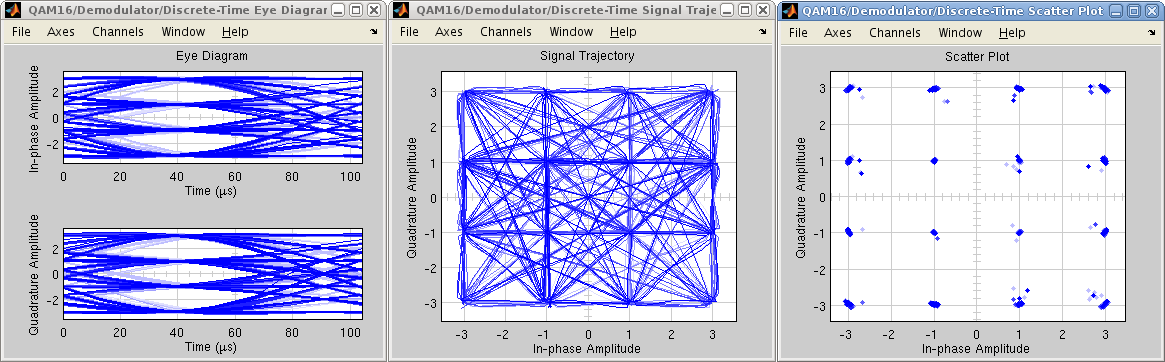 QAM16/Demodulator/Discrete-Time Eye Diagrar
File Axes Channels Window Help
Eye Diagram
In-phase Amplitude
2
0
-2
0 20 40 60 80 100
Time (μs)
Quadrature Amplitude
2
0
-2
0 20 40 60 80 100
Time (μs)
QAM16/Demodulator/Discrete-Time Signal Traje
File Axes Channels Window Help
Signal Trajectory
Quadrature Amplitude
3
2
1
0
-1
-2
-3
-3 -2 -1 0 1 2 3
In-phase Amplitude
QAM16/Demodulator/Discrete-Time Scatter Plot
File Axes Channels Window Help
Scatter Plot
Quadrature Amplitude
3
2
1
0
-1
-2
-3
-3 -2 -1 0 1 2 3
In-phase Amplitude